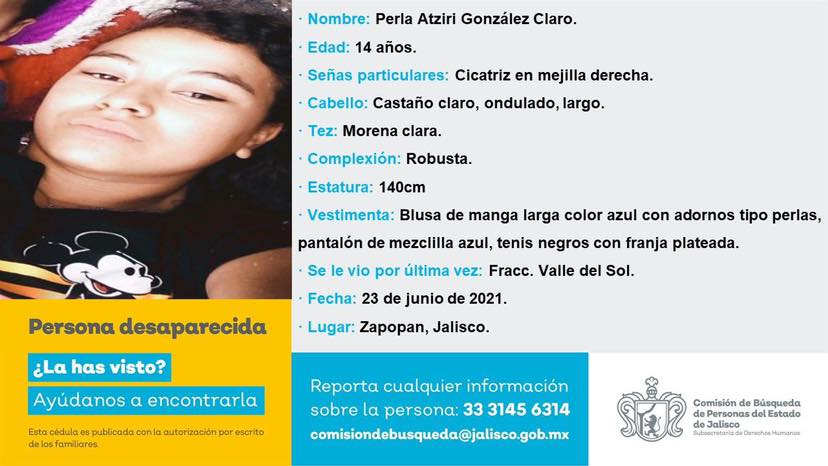 · Nombre: Perla Atziri González Claro.
· Edad: 14 años.
· Señas particulares: Cicatriz en mejilla derecha.
· Cabello: Castaño claro, ondulado, largo.
· Tez: Morena clara.
· Complexión: Robusta.
· Estatura: 140cm
· Vestimenta: Blusa de manga larga color azul con adornos tipo perlas,
pantalón de mezclilla azul, tenis negros con franja plateada.
· Se le vio por última vez: Fracc. Valle del Sol.
· Fecha: 23 de junio de 2021.
· Lugar: Zapopan, Jalisco.
Persona desaparecida
¿La has visto?
Ayúdanos a encontrarla
Esta cédula es publicada con la autorización por escrito
de los familiares.
Reporta cualquier información
sobre la persona: 33 3145 6314
comisiondebusqueda@jalisco.gob.mx
Comisión de Búsqueda
de Personas del Estado
de Jalisco
Subsecretaría de Derechos Humanos